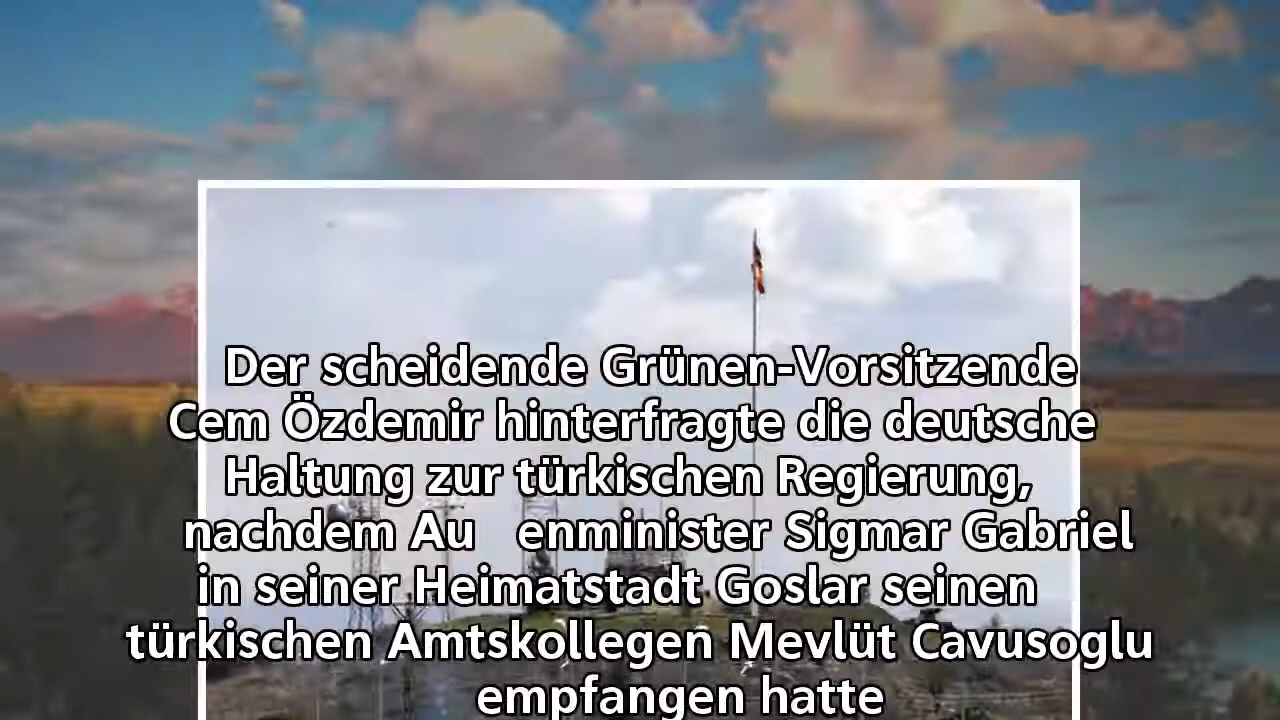 Der scheidende Grünen-Vorsitzende
Cem Özdemir hinterfragte die deutsche
Haltung zur türkischen Regierung,
nachdem Au enminister Sigmar Gabriel
in seiner Heimatstadt Goslar seinen
türkischen Amtskollegen Mevlüt Cavusoglu
empfangen hatte